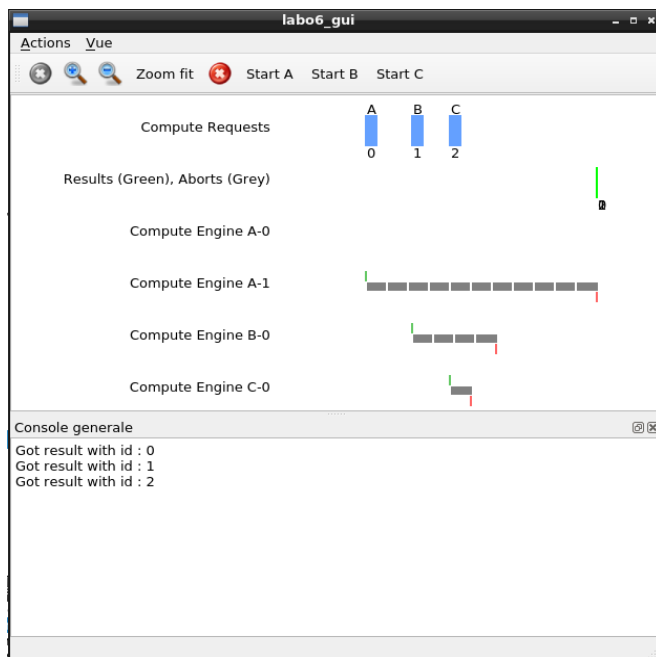 labo6_gui
Actions Vue
Zoom fit Start A Start B Start C
A B C
Compute Requests
0 1 2
Results (Green), Aborts (Grey)
Compute Engine A-0
Compute Engine A-1
Compute Engine B-0
Compute Engine C-0
Console generale
Got result with id : 0
Got result with id : 1
Got result with id : 2